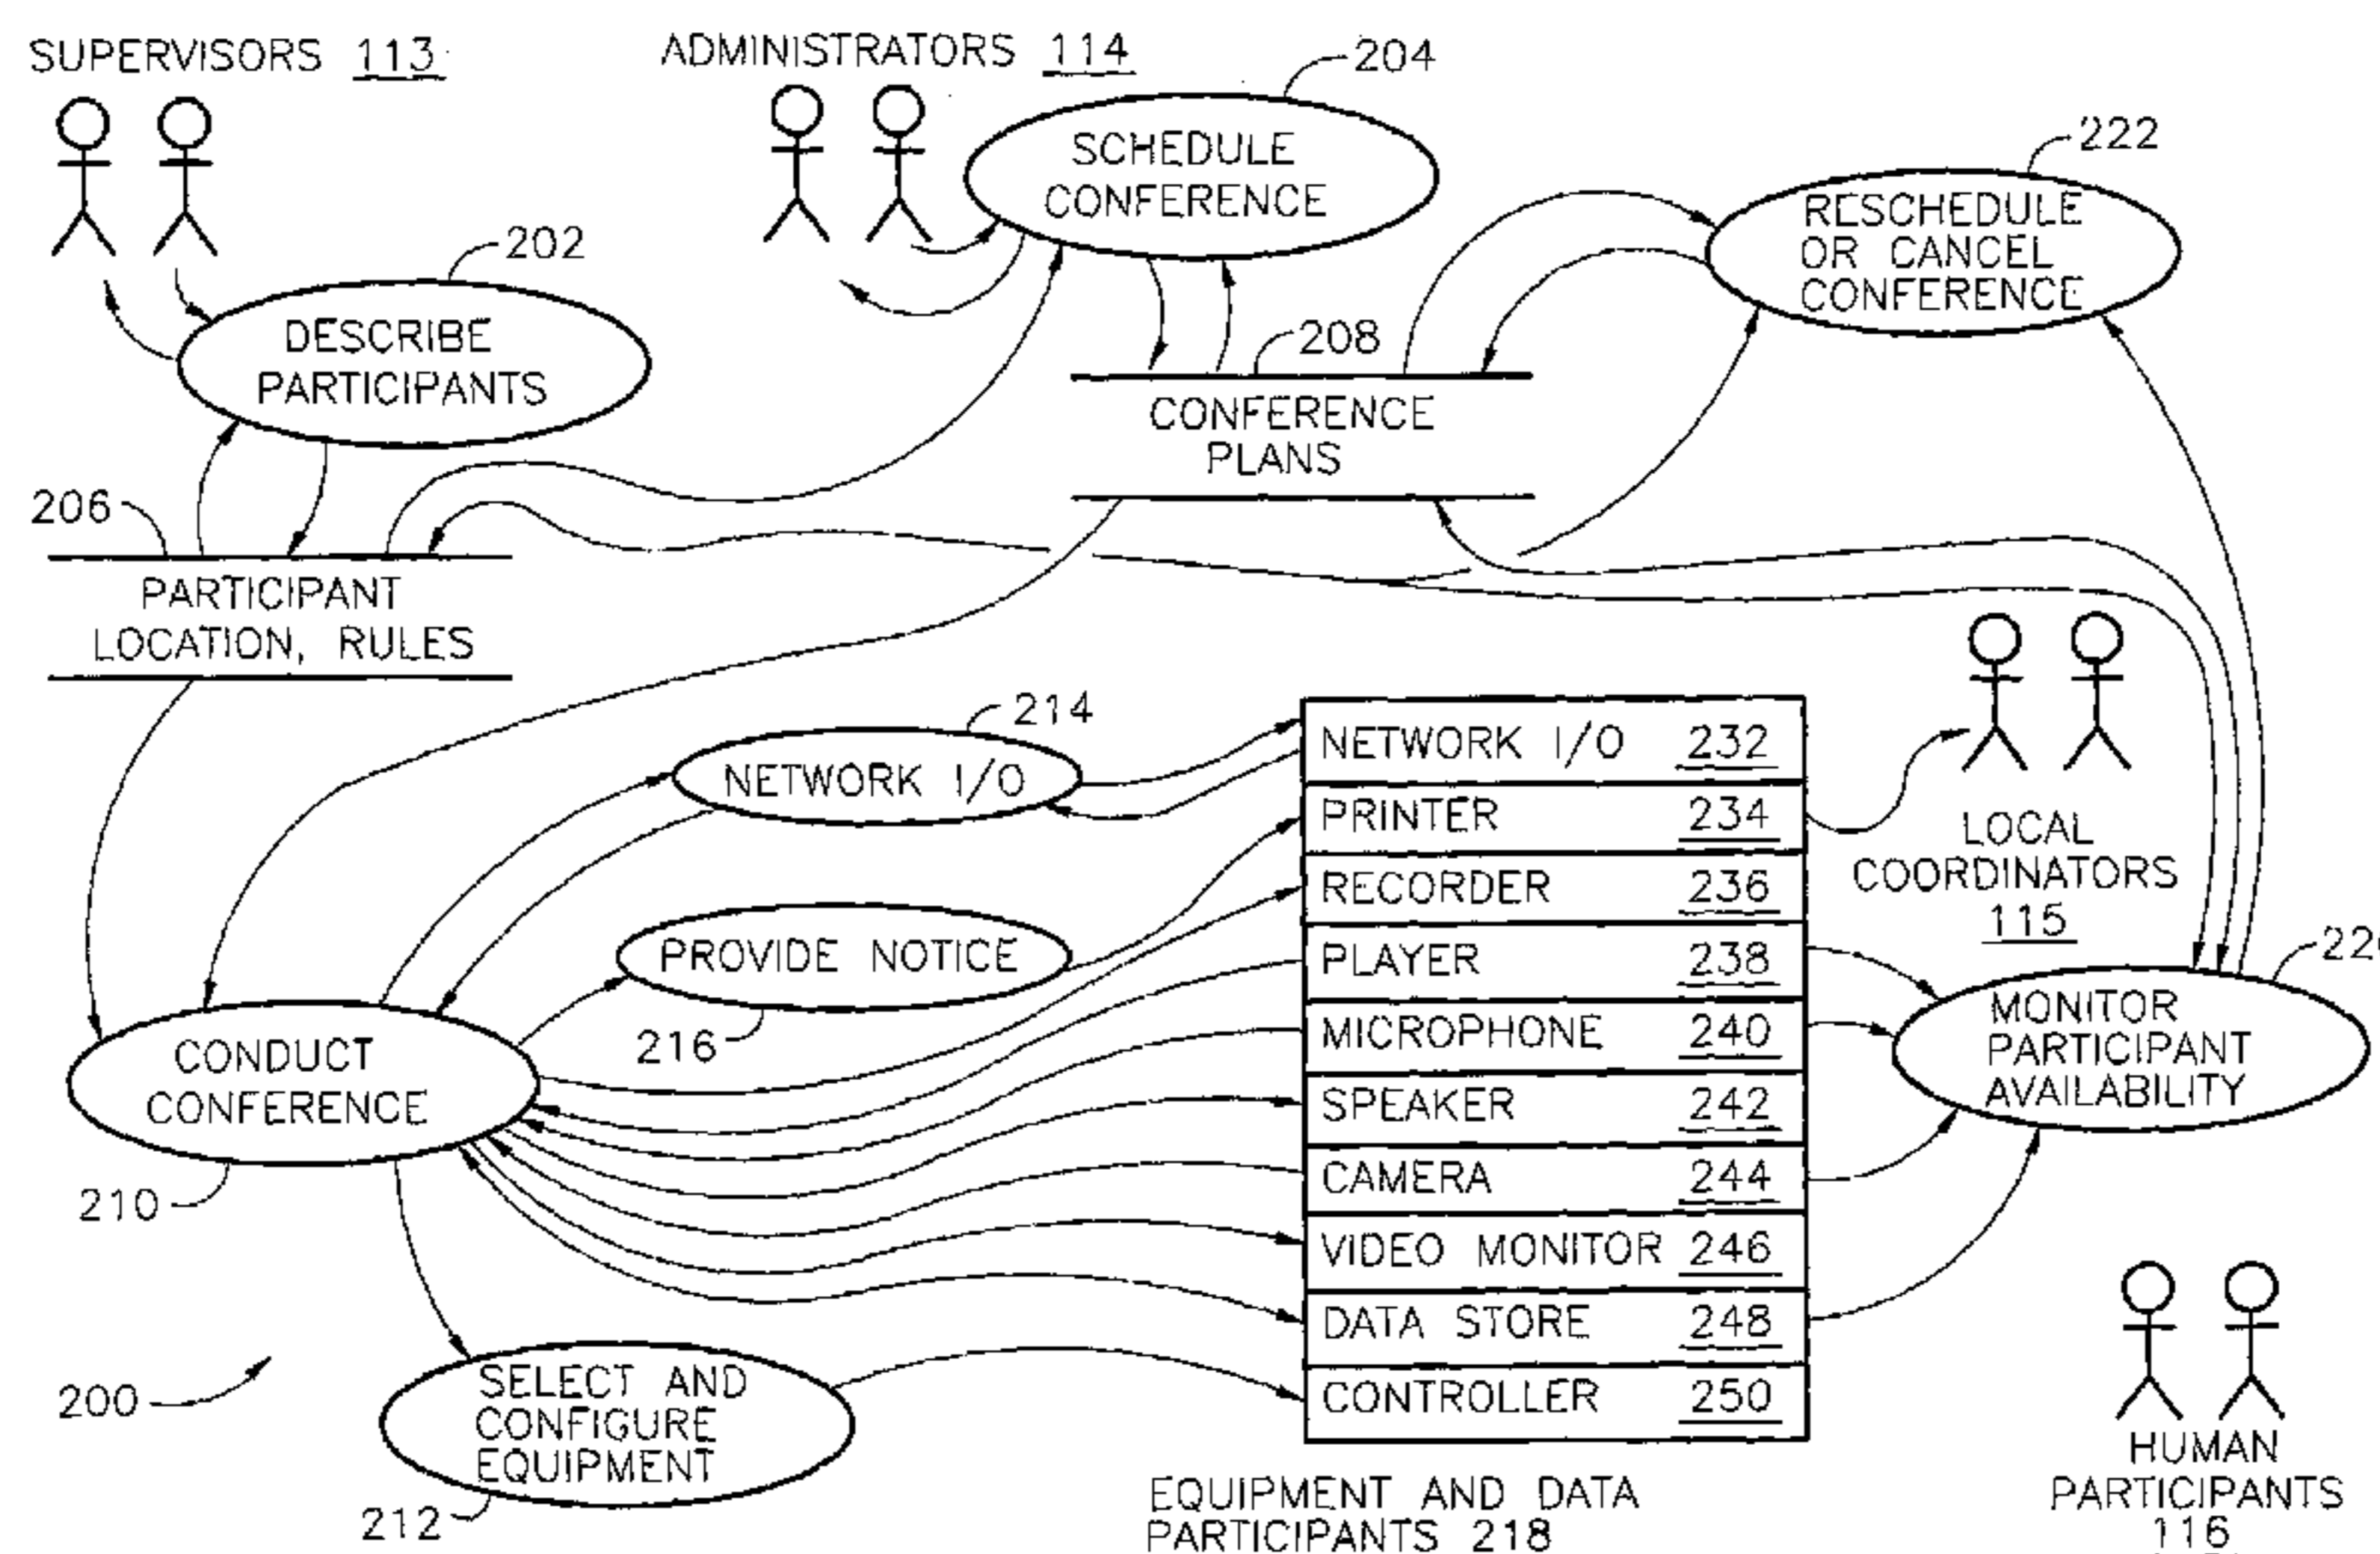 SUPERVISORS 113
ADMINISTRATORS 114
204
SCHEDULE
CONFERENCE
222
RESCHEDULE
OR CANCEL
CONFERENCE
202
DESCRIBE
PARTICIPANTS
208
CONFERENCE
PLANS
206
PARTICIPANT
LOCATION, RULES
214
NETWORK I/O
NETWORK I/O 232
PRINTER 234
RECORDER 236
PLAYER 238
MICROPHONE 240
SPEAKER 242
CAMERA 244
VIDEO MONITOR 246
DATA STORE 248
CONTROLLER 250
LOCAL
COORDINATORS
115
PROVIDE NOTICE
216
MONITOR
PARTICIPANT
AVAILABILITY
CONDUCT
CONFERENCE
210
200
SELECT AND
CONFIGURE
EQUIPMENT
212
EQUIPMENT AND DATA
PARTICIPANTS 218
HUMAN
PARTICIPANTS
116